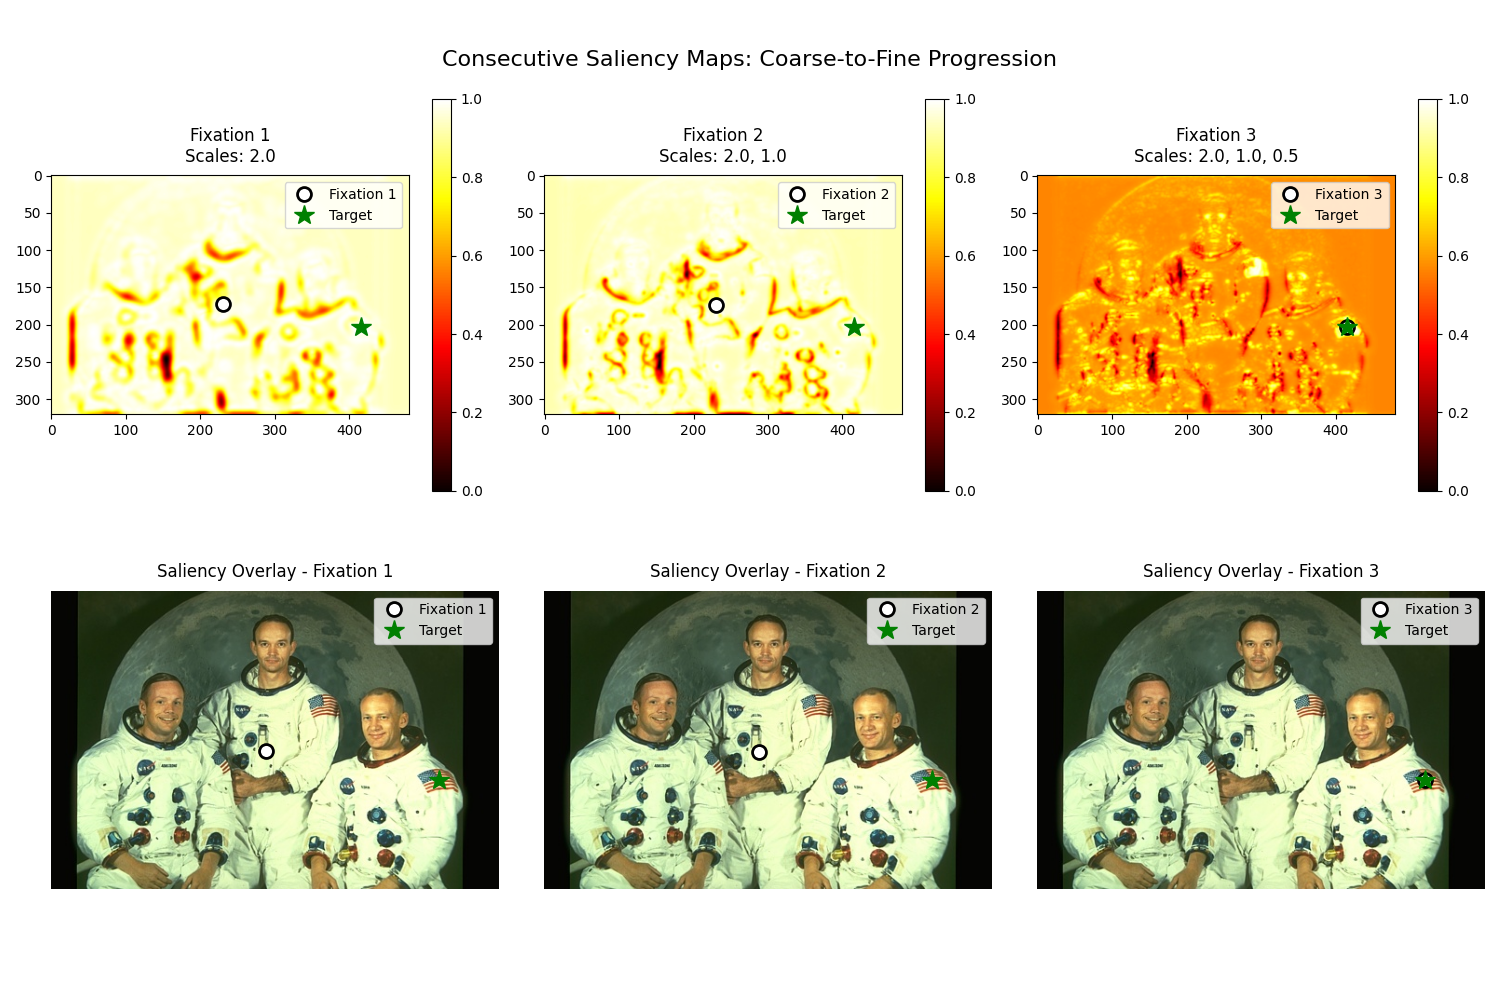 Consecutive Saliency Maps: Coarse-to-Fine Progression
Fixation 1
Scales: 2.0
Fixation 1
Target
0
50
100
150
200
250
300
0
100
200
300
400
1.0
0.8
0.6
0.4
0.2
0.0
Fixation 2
Scales: 2.0, 1.0
Fixation 2
Target
0
50
100
150
200
250
300
0
100
200
300
400
1.0
0.8
0.6
0.4
0.2
0.0
Fixation 3
Scales: 2.0, 1.0, 0.5
Fixation 3
Target
0
50
100
150
200
250
300
0
100
200
300
400
1.0
0.8
0.6
0.4
0.2
0.0
Saliency Overlay - Fixation 1
Fixation 1
Target
Saliency Overlay - Fixation 2
Fixation 2
Target
Saliency Overlay - Fixation 3
Fixation 3
Target